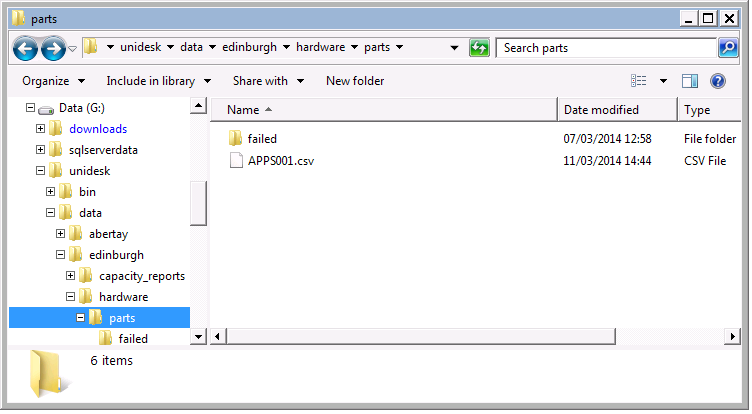 parts
unidesk data edinburgh hardware parts Search parts
Organize Include in library Share with New folder
Data (G:)
downloads
sqlserverdata
unidesk
bin
data
abertay
edinburgh
capacity_reports
hardware
parts
failed
Name Date modified Type
failed 07/03/2014 12:58 File folder
APPS001.csv 11/03/2014 14:44 CSV File
6 items